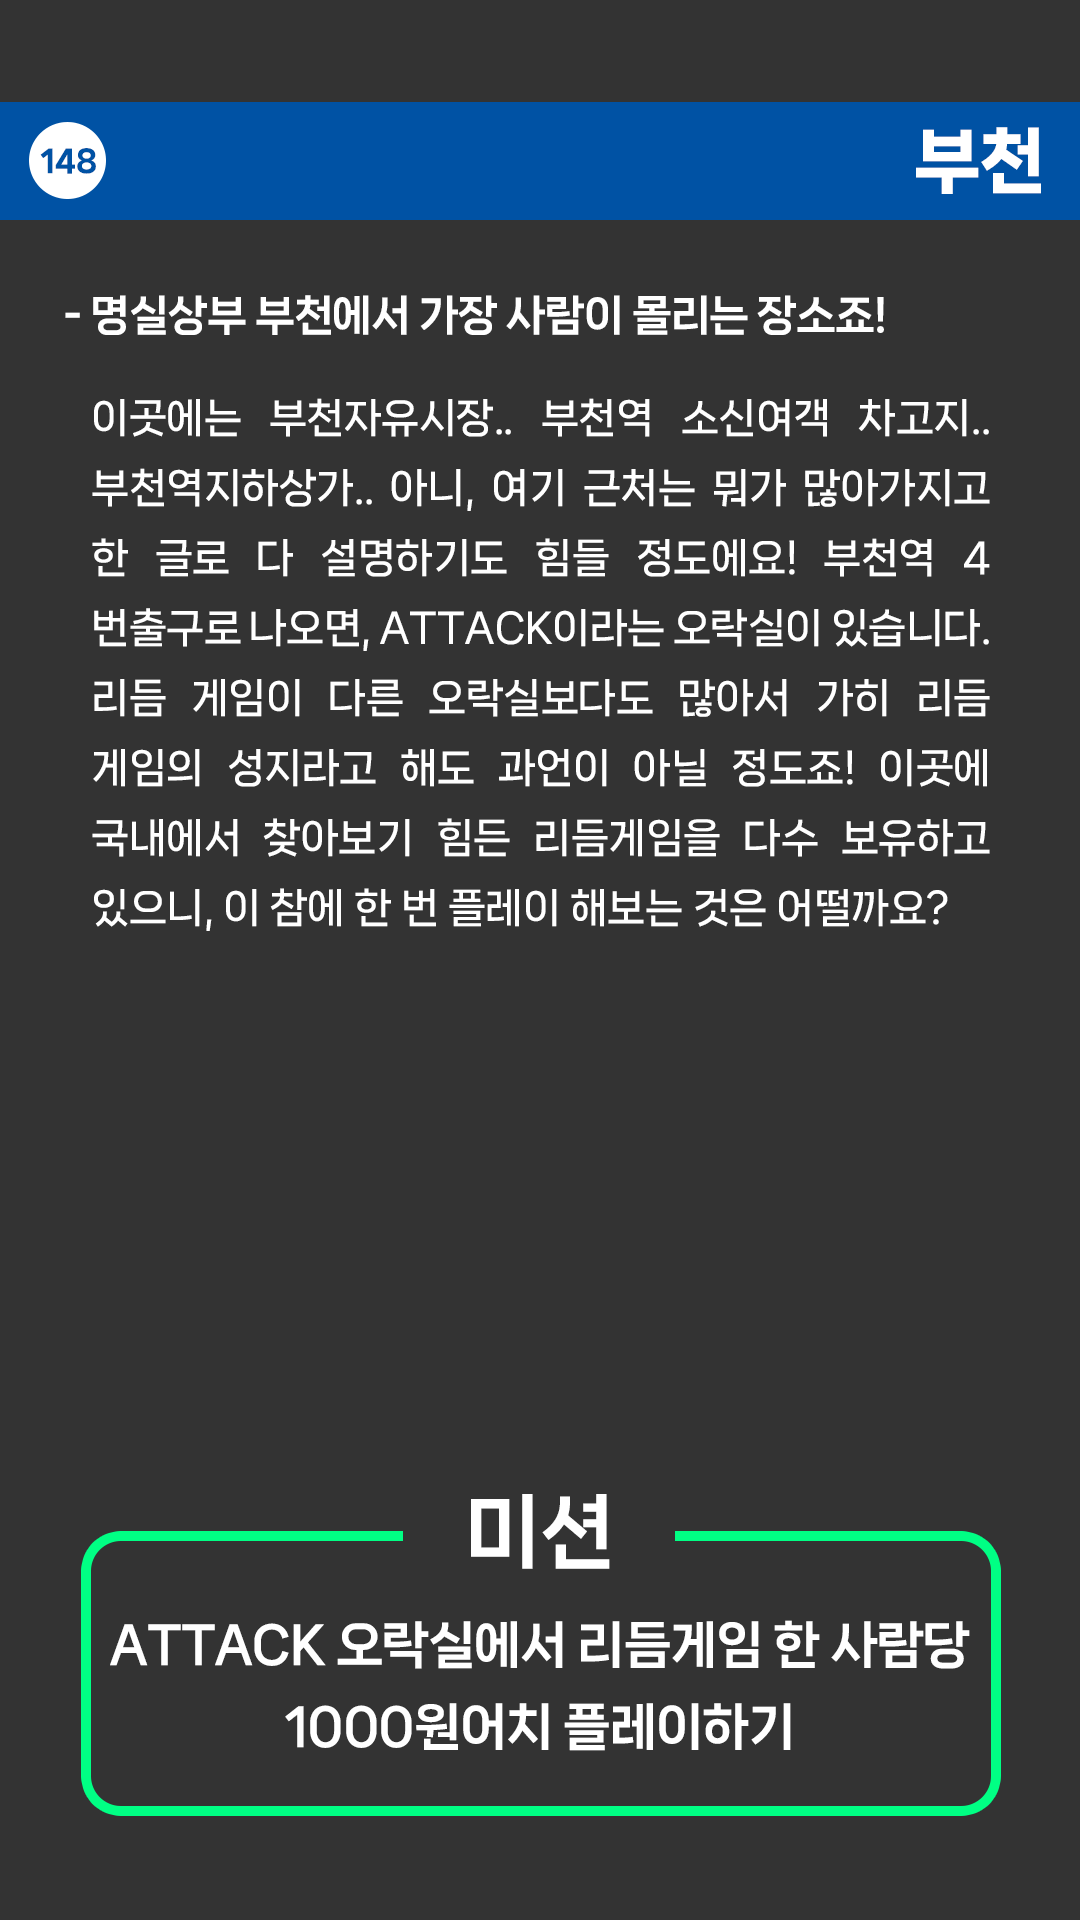 148
부천
- 명실상부 부천에서 가장 사람이 몰리는 장소죠!
이곳에는 부천자유시장.. 부천역 소신여객 차고지..
부천역지하상가.. 아니, 여기 근처는 뭐가 많아가지고
한 글로 다 설명하기도 힘들 정도에요! 부천역 4
번출구로 나오면, ATTACK이라는 오락실이 있습니다.
리듬 게임이 다른 오락실보다도 많아서 가히 리듬
게임의 성지라고 해도 과언이 아닐 정도죠! 이곳에
국내에서 찾아보기 힘든 리듬게임을 다수 보유하고
있으니, 이 참에 한 번 플레이 해보는 것은 어떨까요?
미션
ATTACK 오락실에서 리듬게임 한 사람당
1000원어치 플레이하기